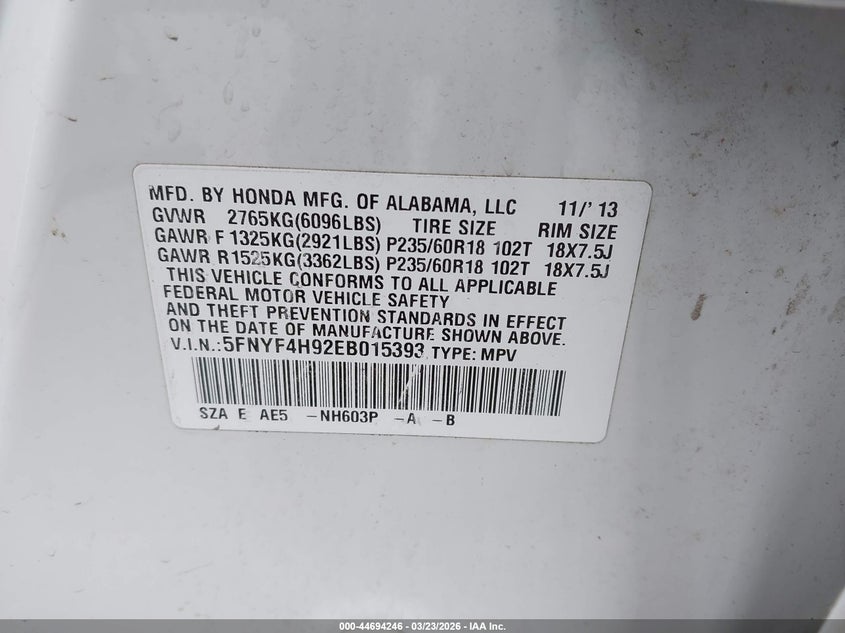 MFD. BY HONDA MFG. OF ALABAMA, LLC 11/'13
GVWR 2765KG(6096LBS) TIRE SIZE RIM SIZE
GAWR F 1325KG(2921LBS) P235/60R18 102T 18X7.5J
GAWR R1525KG(3362LBS) P235/60R18 102T 18X7.5J
THIS VEHICLE CONFORMS TO ALL APPLICABLE
FEDERAL MOTOR VEHICLE SAFETY
AND THEFT PREVENTION STANDARDS IN EFFECT
ON THE DATE OF MANUFACTURE SHOWN ABOVE.
V.I.N.:5FNYF4H92EB015393 TYPE: MPV
SZA E AE5 -NH603P -A -B
000-44694246 - 03/23/2026 - IAA Inc.